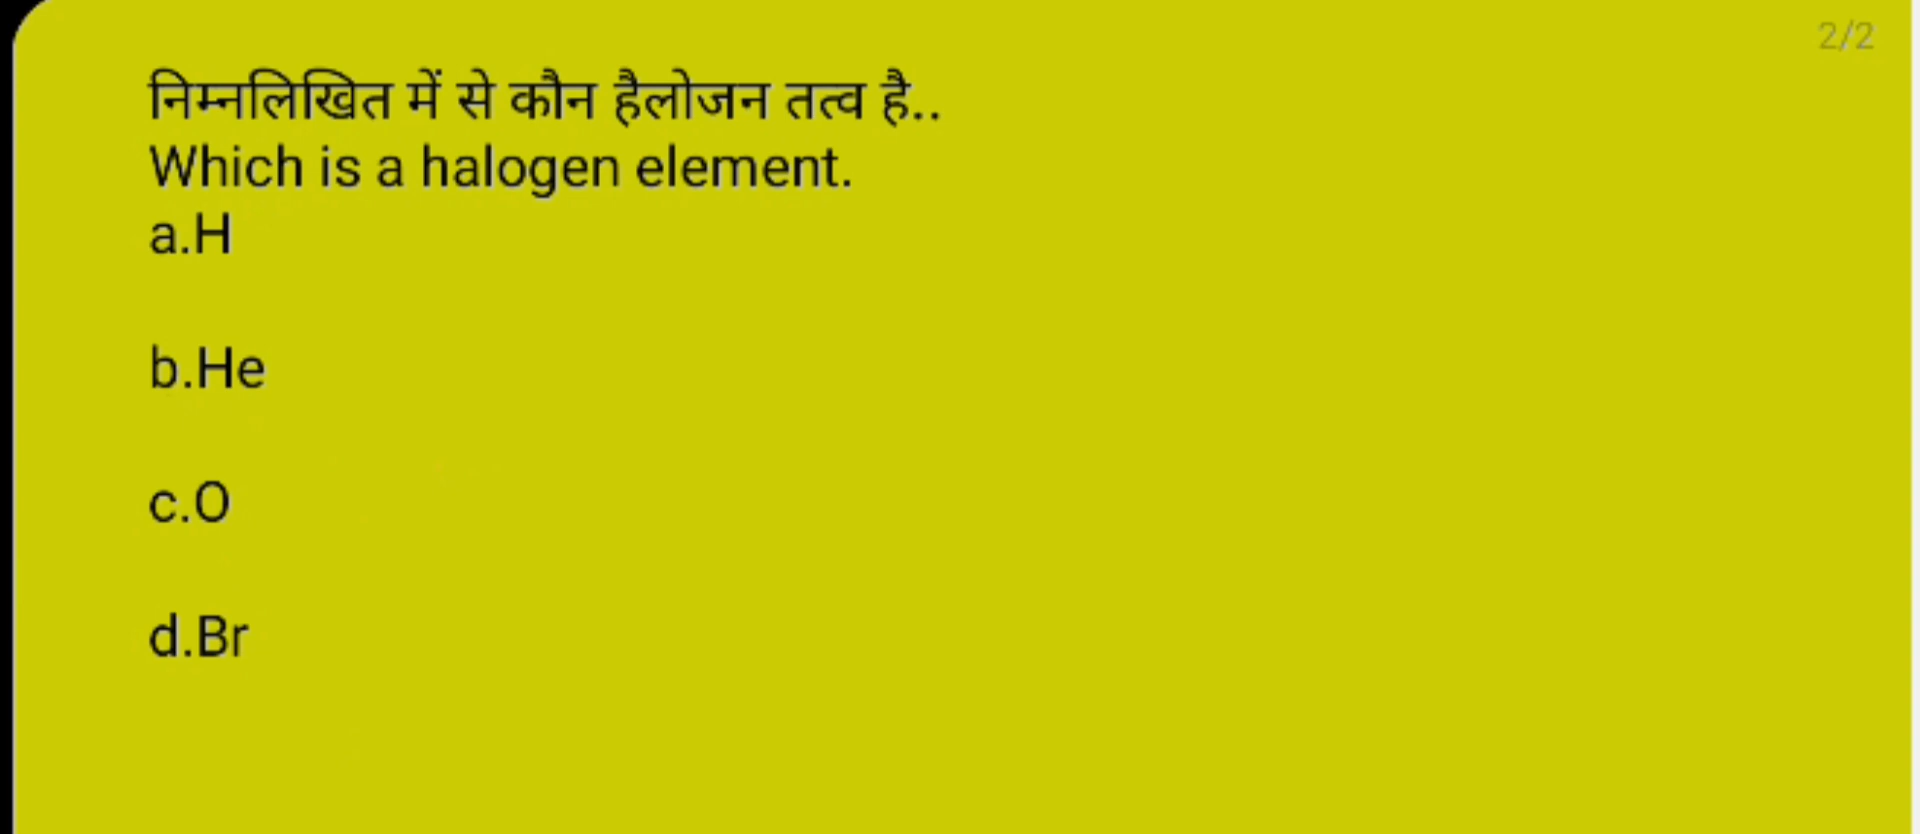 2/2
निम्नलिखित में से कौन हैलोजन तत्व है..
Which is a halogen element.
a.H
b.He
c.O
d.Br